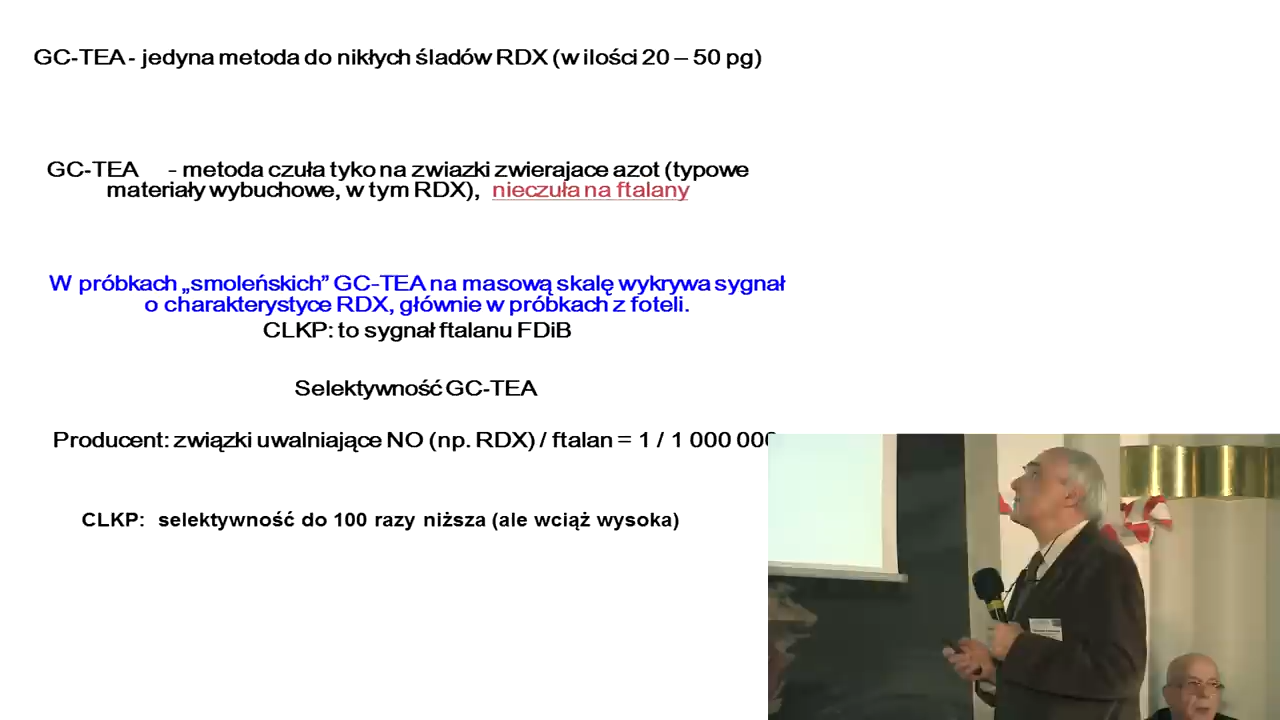 GC-TEA - jedyna metoda do nikłych śladów RDX (w ilości 20 – 50 pg)
GC-TEA - metoda czuła tyko na zwiazki zwierajace azot (typowe
materiały wybuchowe, w tym RDX), nieczuła na ftalany
W próbkach „smoleńskich” GC-TEA na masową skalę wykrywa sygnał
o charakterystyce RDX, głównie w próbkach z foteli.
CLKP: to sygnał ftalanu FDiB
Selektywność GC-TEA
Producent: związki uwalniające NO (np. RDX) / ftalan = 1 / 1 000 000
CLKP: selektywność do 100 razy niższa (ale wciąż wysoka)